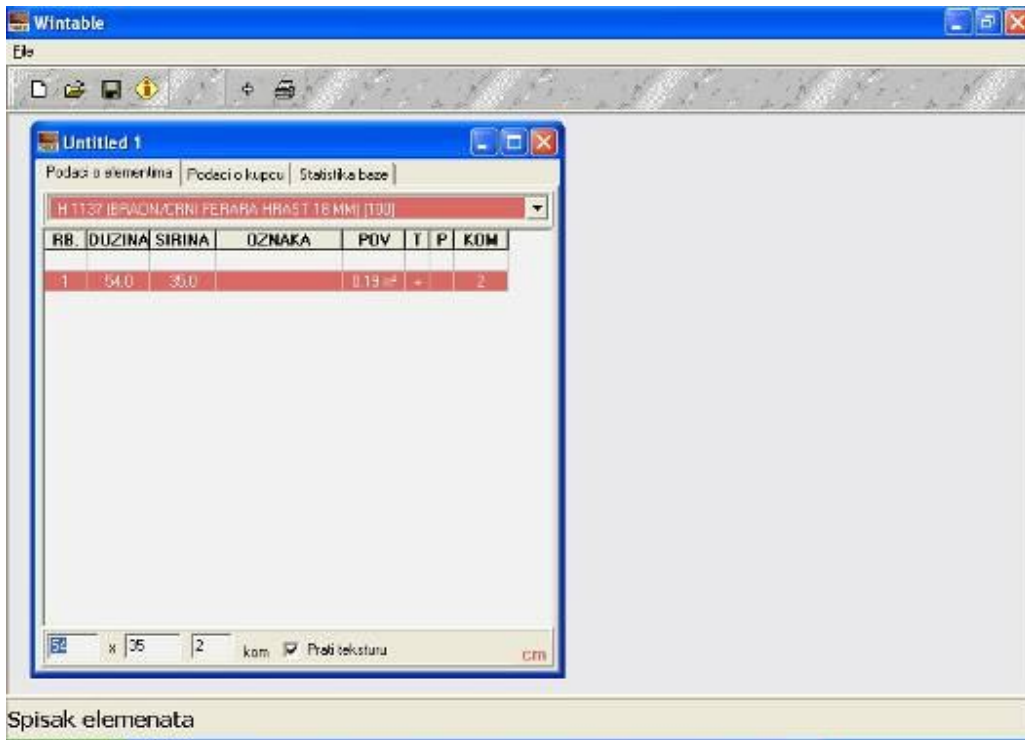 Wintable
File
Untitled 1
Podaci o elementima Podaci o kupcu Statistika baze
H 1137 (BRAON/CRNI FERARA HRAST 18 MM) [100]
RB. DUZINA SIRINA OZNAKA POV T P KOM
1 54.0 35.0 0.19 m² + 2
54 x 35 2 kom Prati teksturu cm
Spisak elemenata